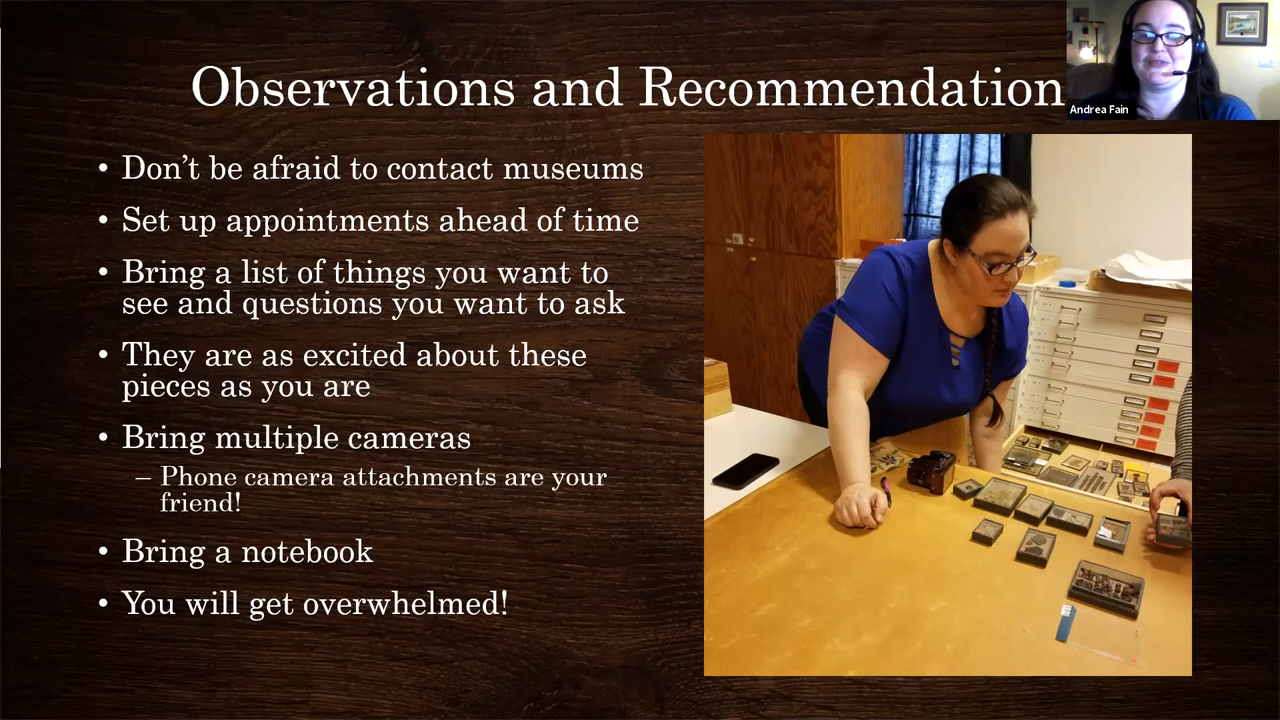 Observations and Recommendation
Andrea Fain
• Don’t be afraid to contact museums
• Set up appointments ahead of time
• Bring a list of things you want to
see and questions you want to ask
• They are as excited about these
pieces as you are
• Bring multiple cameras
– Phone camera attachments are your
friend!
• Bring a notebook
• You will get overwhelmed!